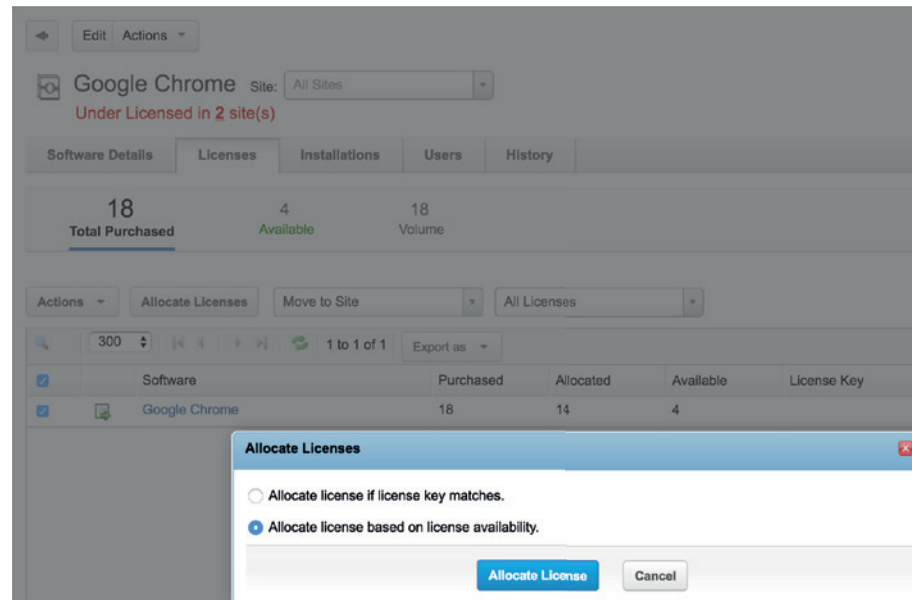 Edit Actions
Google Chrome Site: All Sites
Under Licensed in 2 site(s)
Software Details Licenses Installations Users History
18 4 18
Total Purchased Available Volume
Actions Allocate Licenses Move to Site All Licenses
300 1 to 1 of 1 Export as
Software Purchased Allocated Available License Key
Google Chrome 18 14 4
Allocate Licenses
Allocate license if license key matches.
Allocate license based on license availability.
Allocate License Cancel